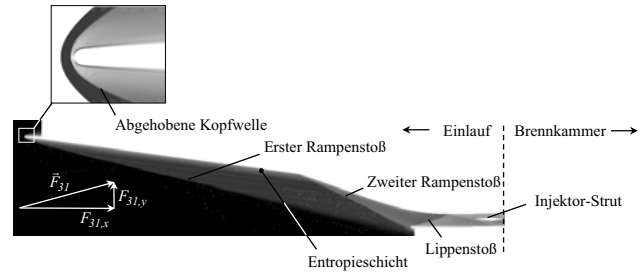 Abgehobene Kopfwelle
Einlauf
Brennkammer
Erster Rampenstoß
Zweiter Rampenstoß
Injektor-Strut
F⃗31
F31,y
F31,x
Lippenstoß
Entropieschicht